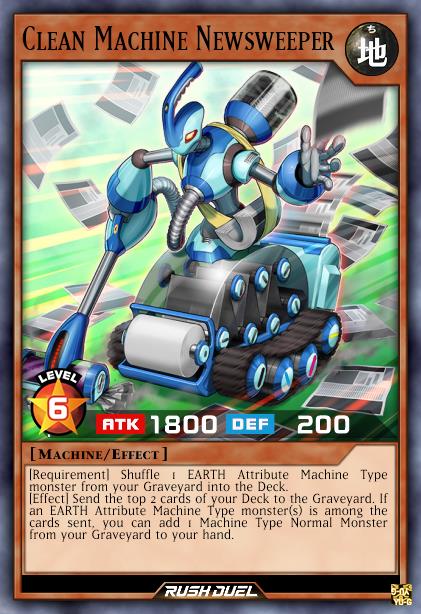 CLEAN MACHINE NEWSWEEPER
ち
地
LEVEL
6
ATK 1800 DEF 200
[MACHINE/EFFECT]
[Requirement] Shuffle 1 EARTH Attribute Machine Type
monster from your Graveyard into the Deck.
[Effect] Send the top 2 cards of your Deck to the Graveyard. If
an EARTH Attribute Machine Type monster(s) is among the
cards sent, you can add 1 Machine Type Normal Monster
from your Graveyard to your hand.
RUSH DUEL